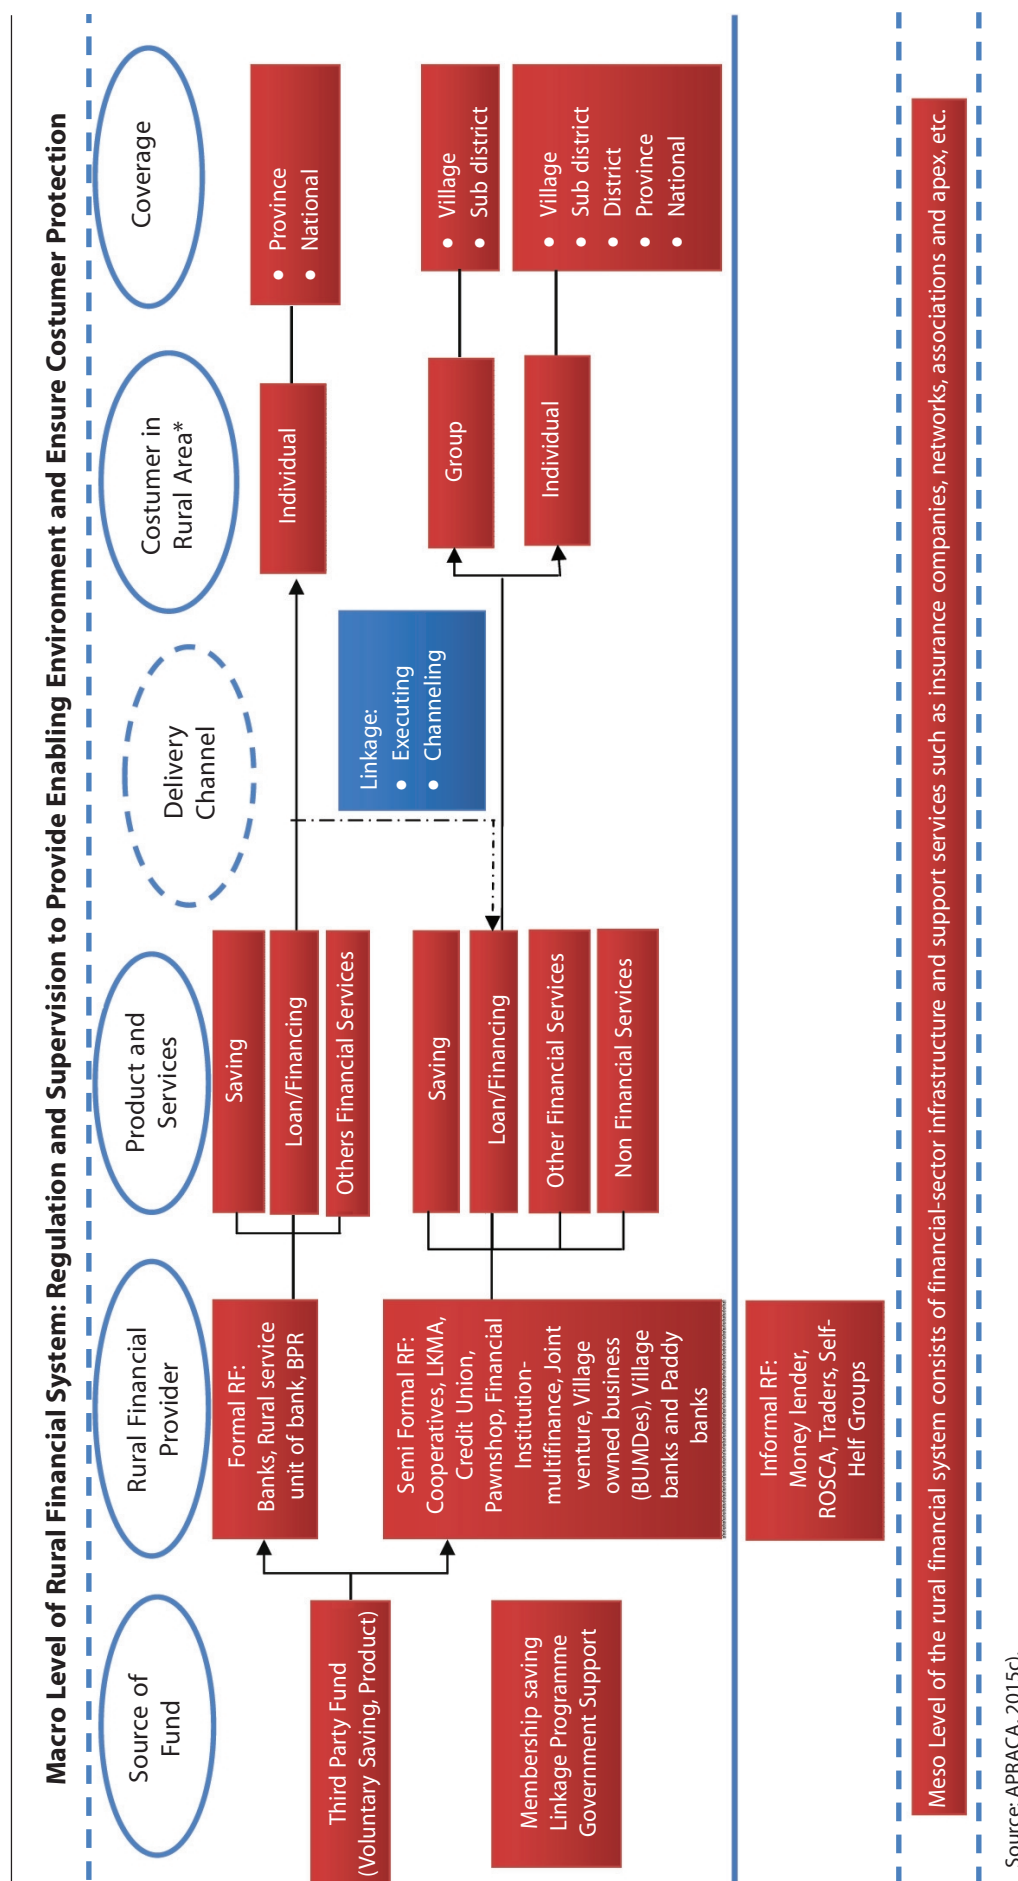 Macro Level of Rural Financial System: Regulation and Supervision to Provide Enabling Environment and Ensure Costumer Protection
Source of
Fund
Rural Financial
Provider
Product and
Services
Delivery
Channel
Costumer in
Rural Area*
Coverage
Third Party Fund
(Voluntary Saving, Product)
Membership saving
Linkage Programme
Government Support
Formal RF:
Banks, Rural service
unit of bank, BPR
Semi Formal RF:
Cooperatives, LKMA,
Credit Union,
Pawnshop, Financial
Institution-
multifinance, Joint
venture, Village
owned business
(BUMDes), Village
banks and Paddy
banks
Informal RF:
Money lender,
ROSCA, Traders, Self-
Helf Groups
Saving
Loan/Financing
Others Financial Services
Saving
Loan/Financing
Other Financial Services
Non Financial Services
Linkage:
• Executing
• Channeling
Individual
Group
Individual
• Province
• National
• Village
• Sub district
• Village
• Sub district
• District
• Province
• National
Meso Level of the rural financial system consists of financial-sector infrastructure and support services such as insurance companies, networks, associations and apex, etc.
Source: APRACA, 2015c).